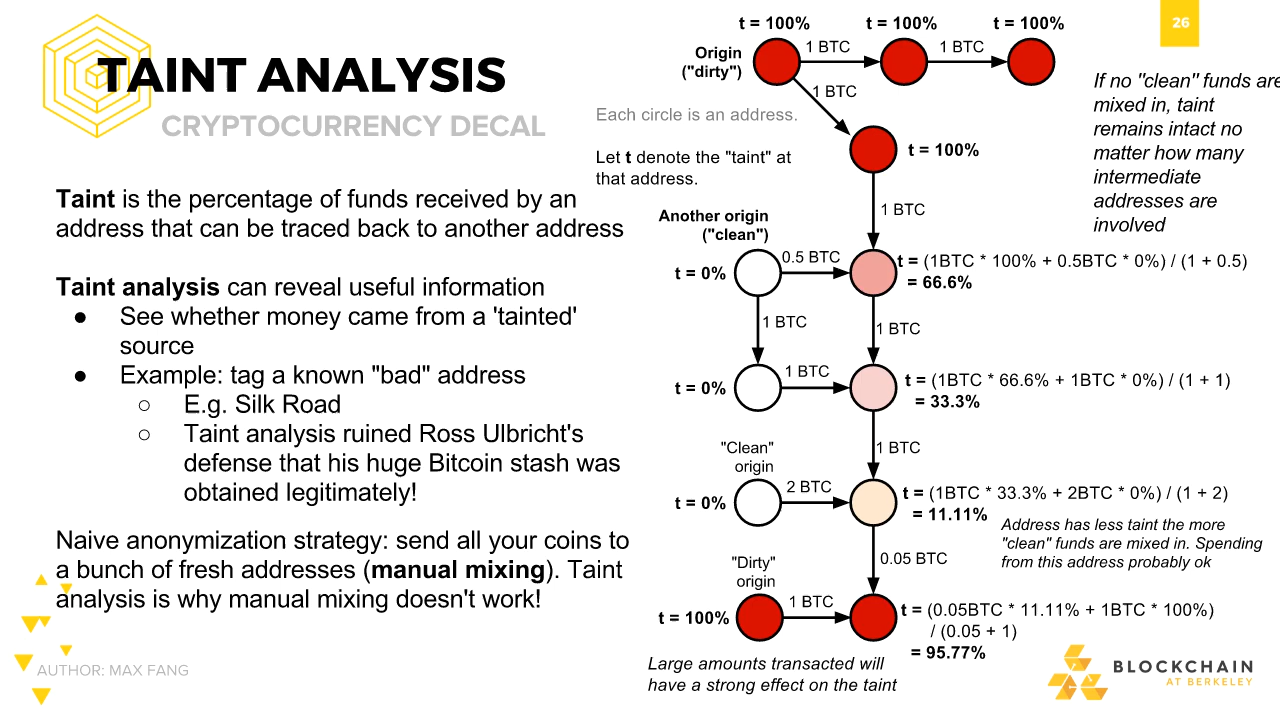 26
TAINT ANALYSIS
CRYPTOCURRENCY DECAL
Taint is the percentage of funds received by an
address that can be traced back to another address
Taint analysis can reveal useful information
● See whether money came from a 'tainted'
source
● Example: tag a known "bad" address
○ E.g. Silk Road
○ Taint analysis ruined Ross Ulbricht's
defense that his huge Bitcoin stash was
obtained legitimately!
Naive anonymization strategy: send all your coins to
a bunch of fresh addresses (manual mixing). Taint
analysis is why manual mixing doesn't work!
AUTHOR: MAX FANG
t = 100%
t = 100%
t = 100%
Origin
("dirty")
1 BTC
1 BTC
1 BTC
Each circle is an address.
Let t denote the "taint" at
that address.
t = 100%
If no "clean" funds are
mixed in, taint
remains intact no
matter how many
intermediate
addresses are
involved
1 BTC
Another origin
("clean")
t = 0%
0.5 BTC
t = (1BTC * 100% + 0.5BTC * 0%) / (1 + 0.5)
= 66.6%
1 BTC
1 BTC
t = 0%
1 BTC
t = (1BTC * 66.6% + 1BTC * 0%) / (1 + 1)
= 33.3%
1 BTC
"Clean"
origin
t = 0%
2 BTC
t = (1BTC * 33.3% + 2BTC * 0%) / (1 + 2)
= 11.11%
Address has less taint the more
"clean" funds are mixed in. Spending
from this address probably ok
0.05 BTC
"Dirty"
origin
t = 100%
1 BTC
t = (0.05BTC * 11.11% + 1BTC * 100%)
/ (0.05 + 1)
= 95.77%
Large amounts transacted will
have a strong effect on the taint
BLOCKCHAIN
AT BERKELEY